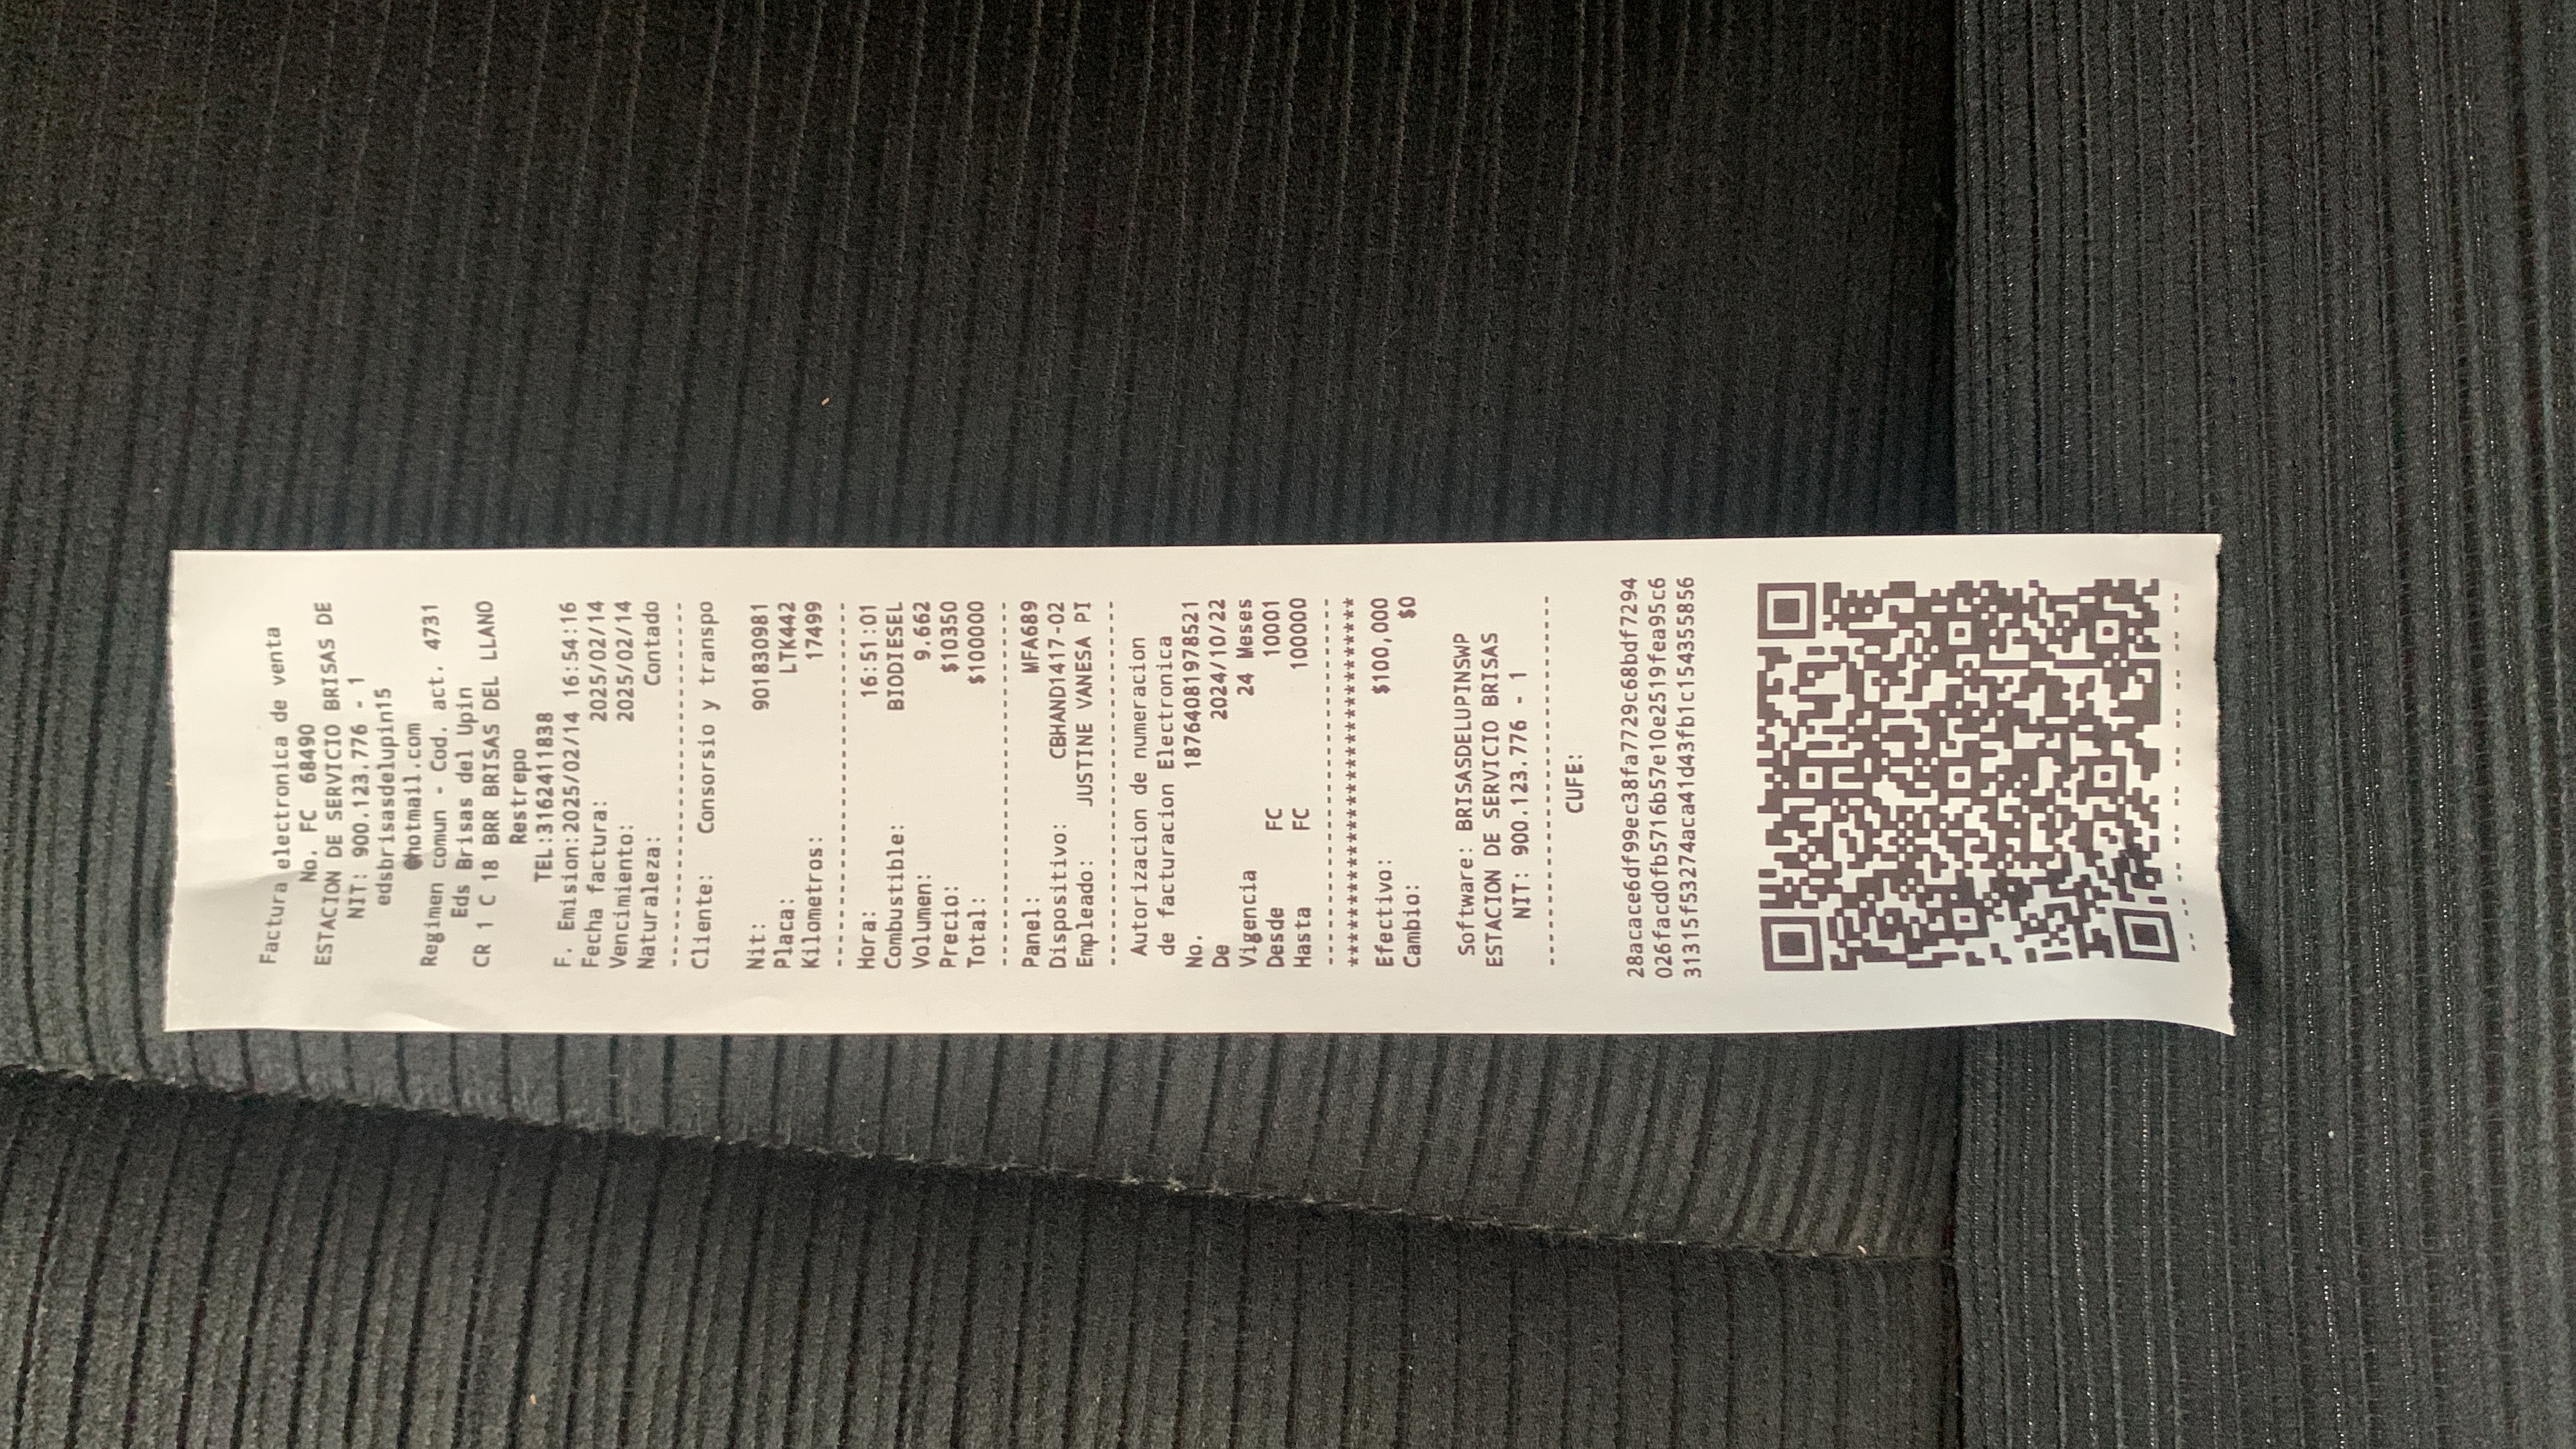 Factura electronica de venta
No. FC 68490
ESTACION DE SERVICIO BRISAS DE
NIT: 900.123.776 - 1
edsbrisasdelupin15
@hotmail.com
Regimen comun - Cod. act. 4731
Eds Brisas del Upin
CR 1 C 18 BRR BRISAS DEL LLANO
Restrepo
TEL:3162411838
F. Emision:2025/02/14 16:54:16
Fecha factura: 2025/02/14
Vencimiento: 2025/02/14
Naturaleza: Contado
------------------------------
Cliente: Consorsio y transpo
Nit: 901830981
Placa: LTK442
Kilometros: 17499
------------------------------
Hora: 16:51:01
Combustible: BIODIESEL
Volumen: 9.662
Precio: $10350
Total: $100000
------------------------------
Panel: MFA689
Dispositivo: CBHAND1417-02
Empleado: JUSTINE VANESA PI
------------------------------
Autorizacion de numeracion
de facturacion Electronica
No. 18764081978521
De 2024/10/22
Vigencia 24 Meses
Desde FC 10001
Hasta FC 100000
------------------------------
******************************
Efectivo: $100,000
Cambio: $0
Software: BRISASDELUPINSWP
ESTACION DE SERVICIO BRISAS
NIT: 900.123.776 - 1
------------------------------
CUFE:
28acace6df99ec38fa7729c68bdf7294
026facd0fb5716b57e10e2519fea95c6
31315f53274aca41d43fb1c154355856